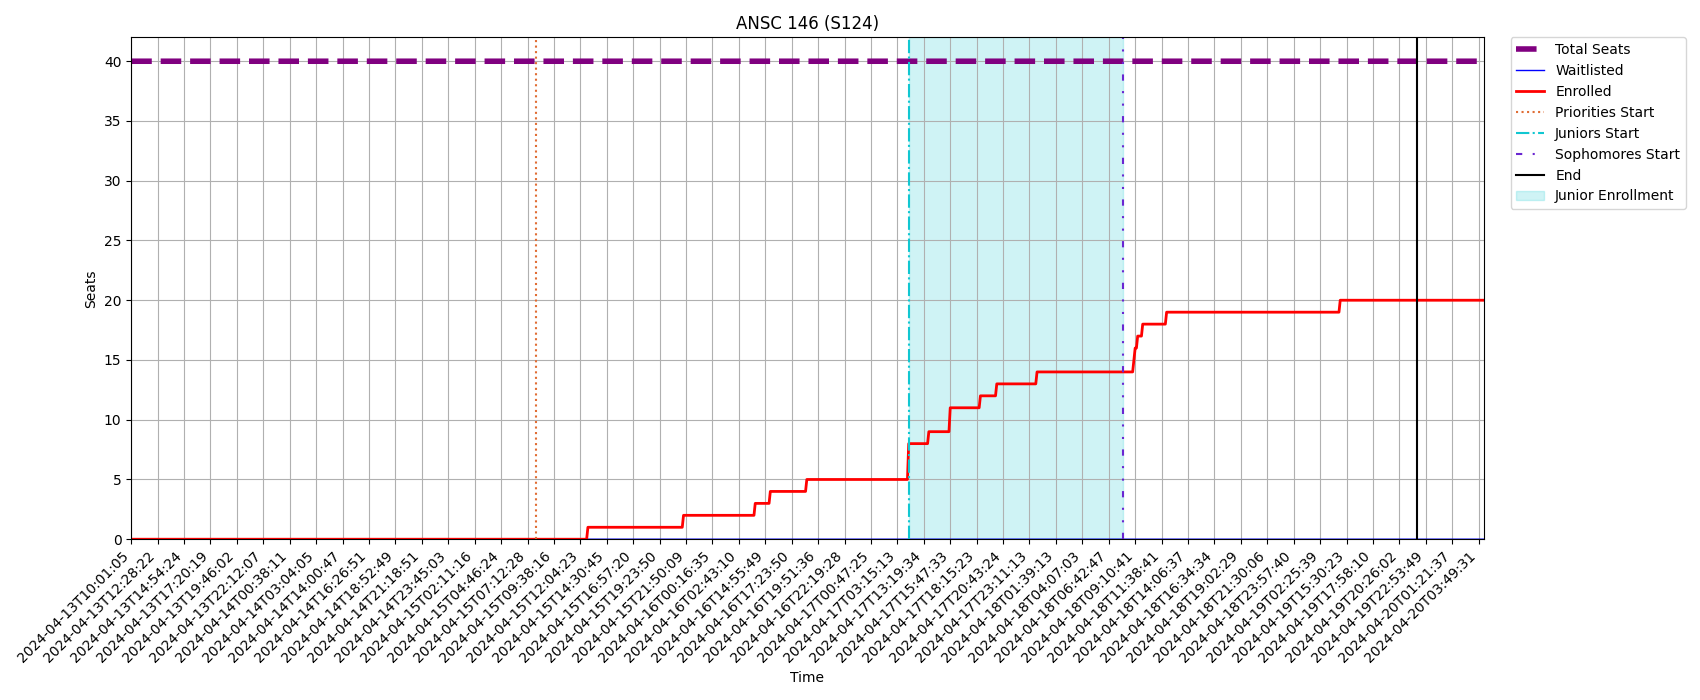 ANSC 146 (S124)
Total Seats
Waitlisted
Enrolled
Priorities Start
Juniors Start
Sophomores Start
End
Junior Enrollment
Seats
40
35
30
25
20
15
10
5
0
2024-04-13T10:01:05
2024-04-13T12:28:22
2024-04-13T14:54:24
2024-04-13T17:20:19
2024-04-13T19:46:02
2024-04-13T22:12:07
2024-04-14T00:38:11
2024-04-14T03:04:05
2024-04-14T14:00:47
2024-04-14T16:26:51
2024-04-14T18:52:49
2024-04-14T21:18:51
2024-04-14T23:45:03
2024-04-15T02:11:16
2024-04-15T04:46:24
2024-04-15T07:12:28
2024-04-15T09:38:16
2024-04-15T12:04:23
2024-04-15T14:30:45
2024-04-15T16:57:20
2024-04-15T19:23:50
2024-04-15T21:50:09
2024-04-16T00:16:35
2024-04-16T02:43:10
2024-04-16T14:55:49
2024-04-16T17:23:50
2024-04-16T19:51:36
2024-04-16T22:19:28
2024-04-17T00:47:25
2024-04-17T03:15:13
2024-04-17T13:19:34
2024-04-17T15:47:33
2024-04-17T18:15:23
2024-04-17T20:43:24
2024-04-17T23:11:13
2024-04-18T01:39:13
2024-04-18T04:07:03
2024-04-18T06:42:47
2024-04-18T09:10:41
2024-04-18T11:38:41
2024-04-18T14:06:37
2024-04-18T16:34:34
2024-04-18T19:02:29
2024-04-18T21:30:06
2024-04-18T23:57:40
2024-04-19T02:25:39
2024-04-19T15:30:23
2024-04-19T17:58:10
2024-04-19T20:26:02
2024-04-19T22:53:49
2024-04-20T01:21:37
2024-04-20T03:49:31
Time